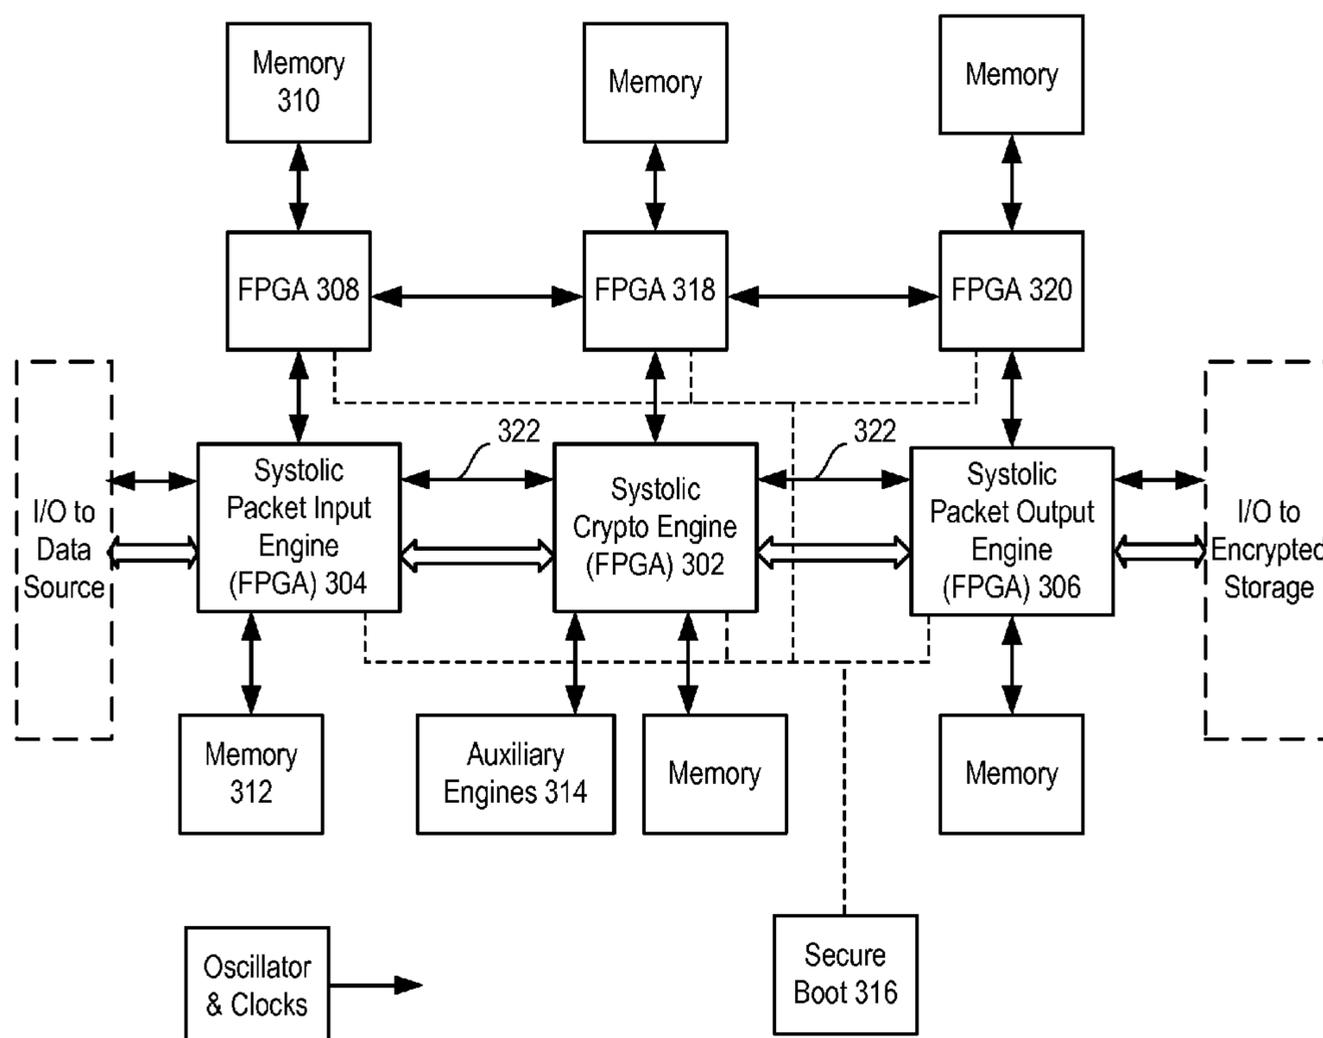 Memory
310
Memory
Memory
FPGA 308
FPGA 318
FPGA 320
322
322
I/O to
Data
Source
Systolic
Packet Input
Engine
(FPGA) 304
Systolic
Crypto Engine
(FPGA) 302
Systolic
Packet Output
Engine
(FPGA) 306
I/O to
Encrypted
Storage
Memory
312
Auxiliary
Engines 314
Memory
Memory
Oscillator
& Clocks
Secure
Boot 316